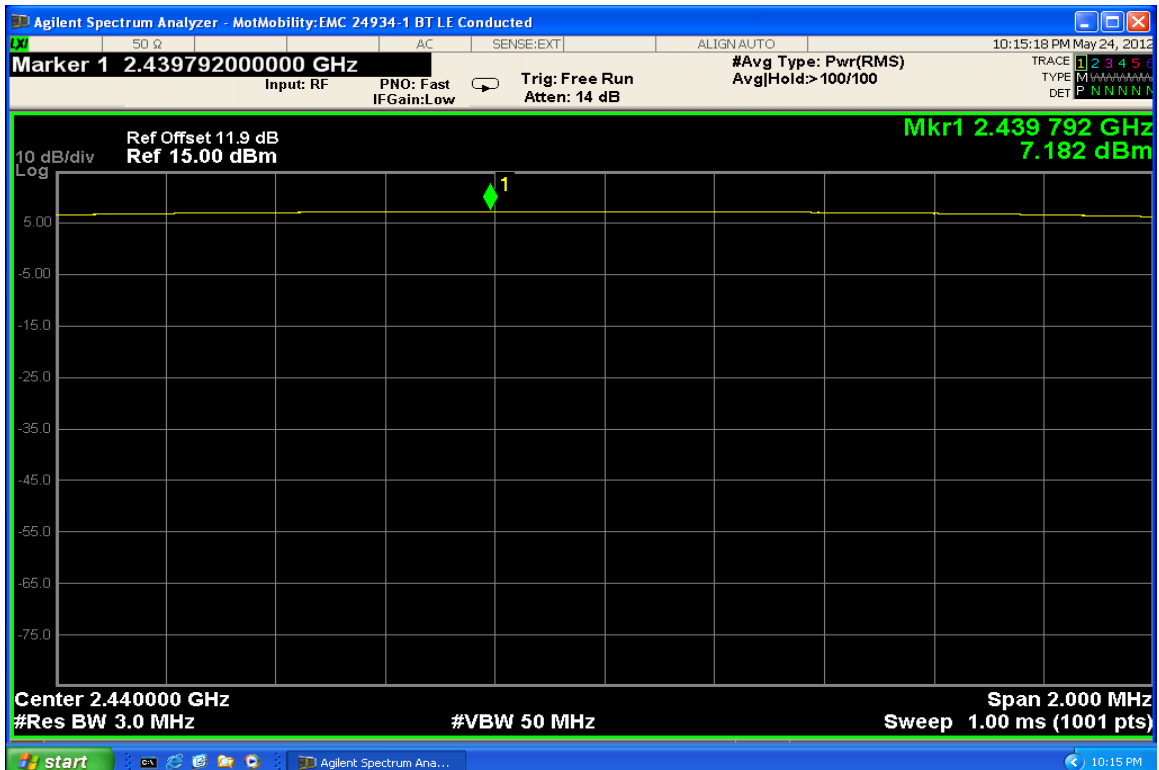 Agilent Spectrum Analyzer - MotMobility:EMC 24934-1 BT LE Conducted
LXI 50 Ω AC SENSE:EXT ALIGN AUTO 10:15:18 PM May 24, 2012
Marker 1 2.439792000000 GHz
Input: RF
PNO: Fast
IFGain:Low
Trig: Free Run
Atten: 14 dB
#Avg Type: Pwr(RMS)
Avg|Hold:>100/100
TRACE 1 2 3 4 5 6
TYPE M
DET P N N N N N
Mkr1 2.439 792 GHz
7.182 dBm
Ref Offset 11.9 dB
10 dB/div Ref 15.00 dBm
Log
1
5.00
-5.00
-15.0
-25.0
-35.0
-45.0
-55.0
-65.0
-75.0
Center 2.440000 GHz Span 2.000 MHz
#Res BW 3.0 MHz #VBW 50 MHz Sweep 1.00 ms (1001 pts)
start Agilent Spectrum Ana... 10:15 PM